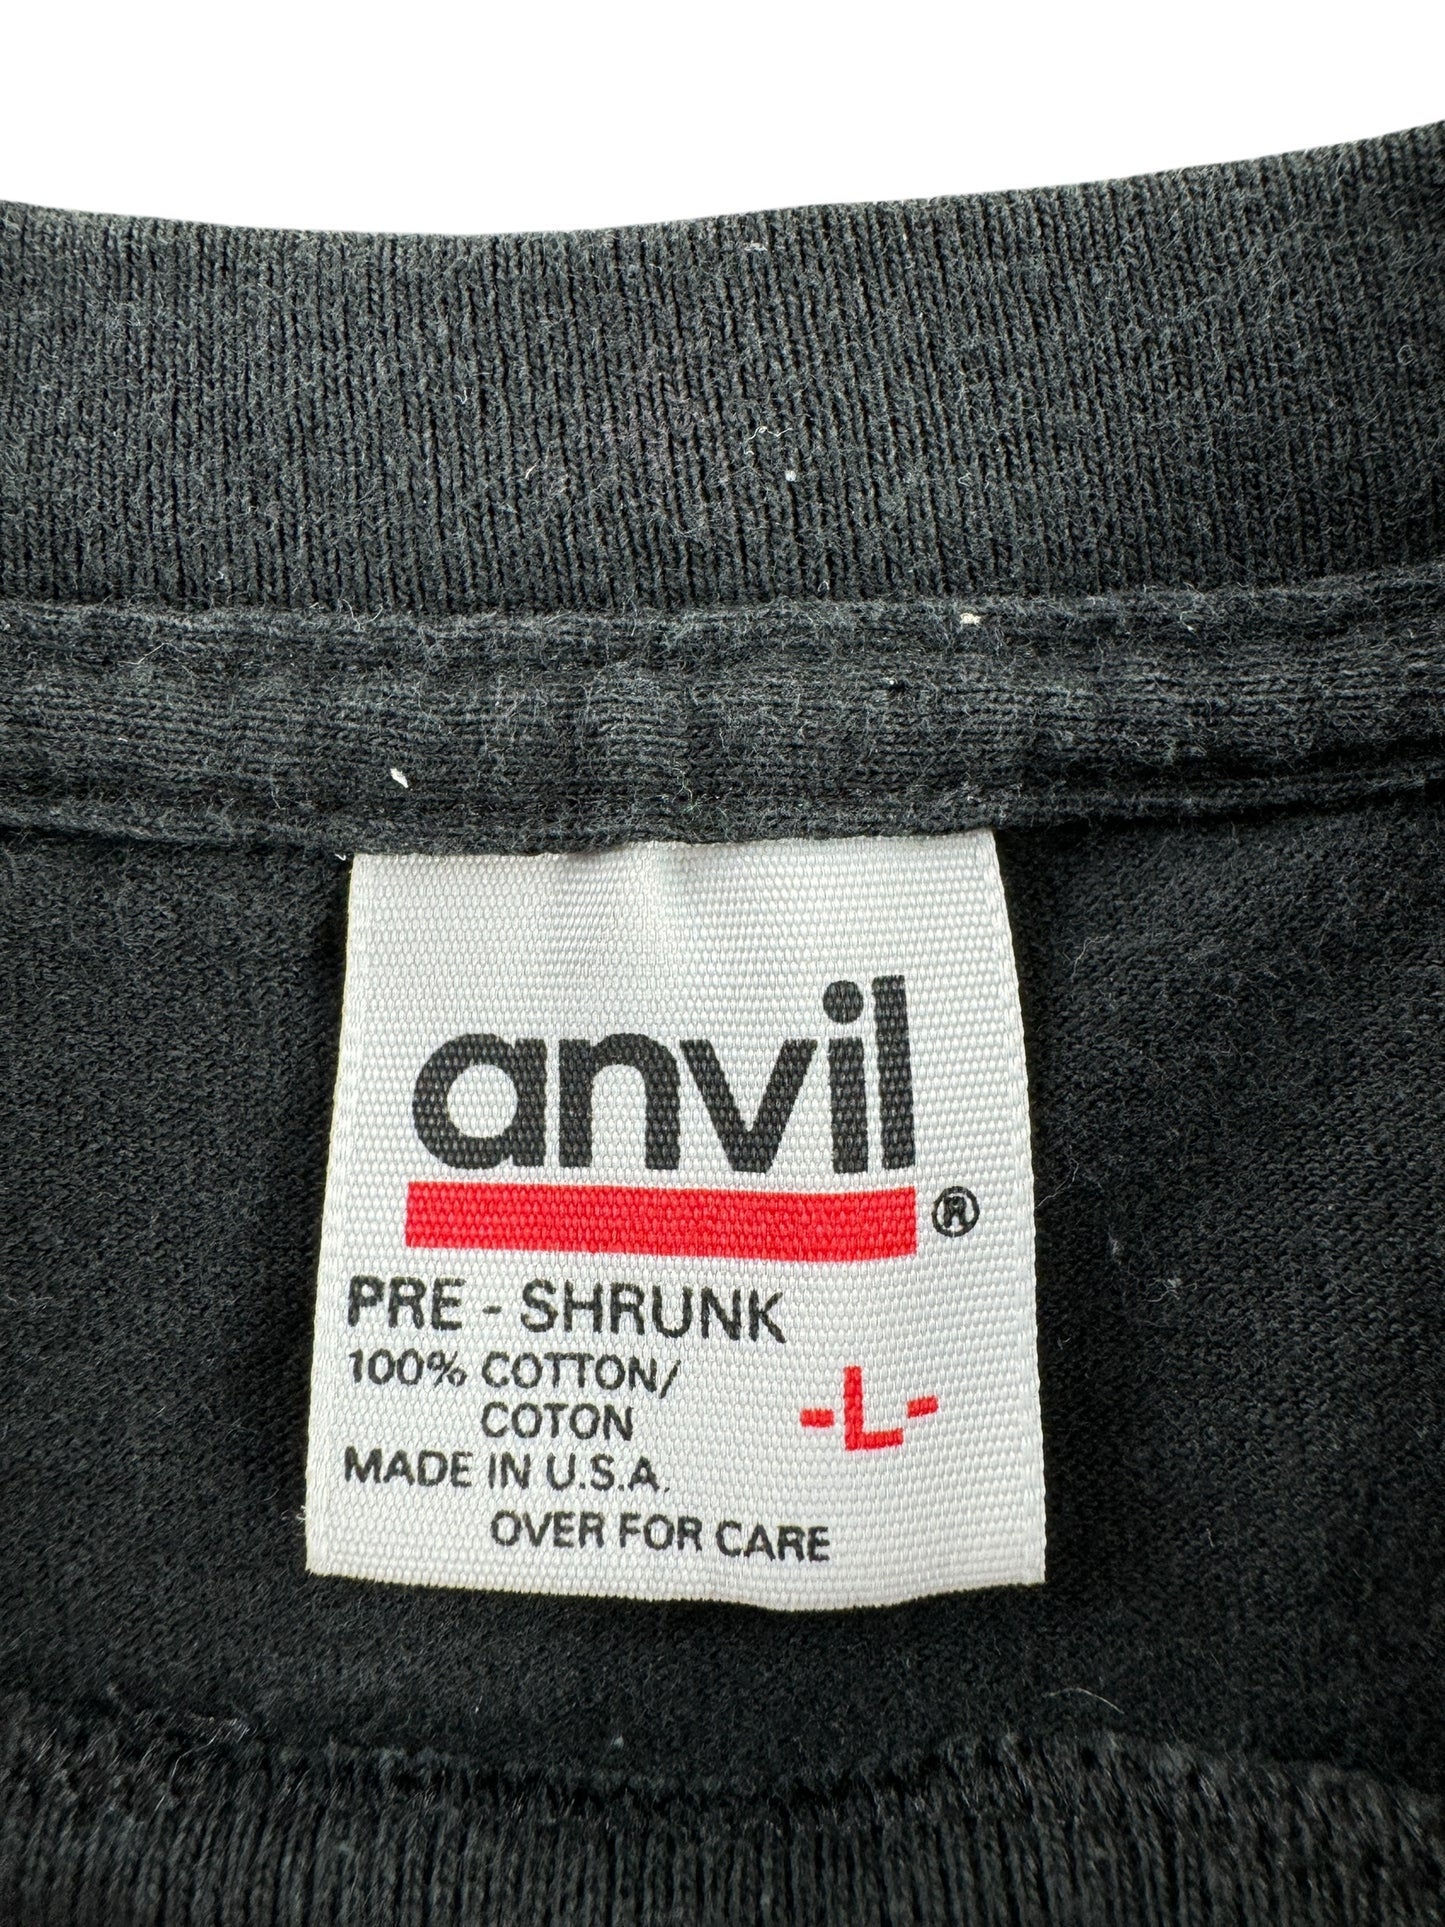 anvil®
PRE - SHRUNK
100% COTTON/
COTON
-L-
MADE IN U.S.A.
OVER FOR CARE